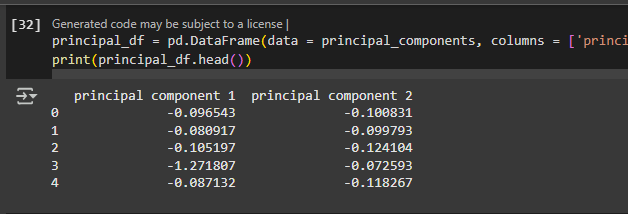 [32] Generated code may be subject to a license |
principal_df = pd.DataFrame(data = principal_components, columns = ['princi
print(principal_df.head())
principal component 1 principal component 2
0 -0.096543 -0.100831
1 -0.080917 -0.099793
2 -0.105197 -0.124104
3 -1.271807 -0.072593
4 -0.087132 -0.118267